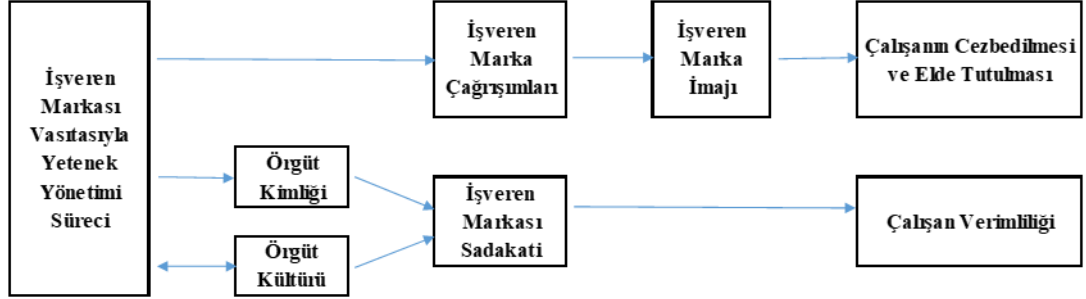 İşveren
Markası
Vasıtasıyla
Yetenek
Yönetimi
Süreci
İşveren
Marka
Çağrışımları
İşveren
Marka
İmajı
Çalışanın Cezbedilmesi
ve Elde Tutulması
Örgüt
Kimliği
Örgüt
Kültürü
İşveren
Markası
Sadakati
Çalışan Verimliliği